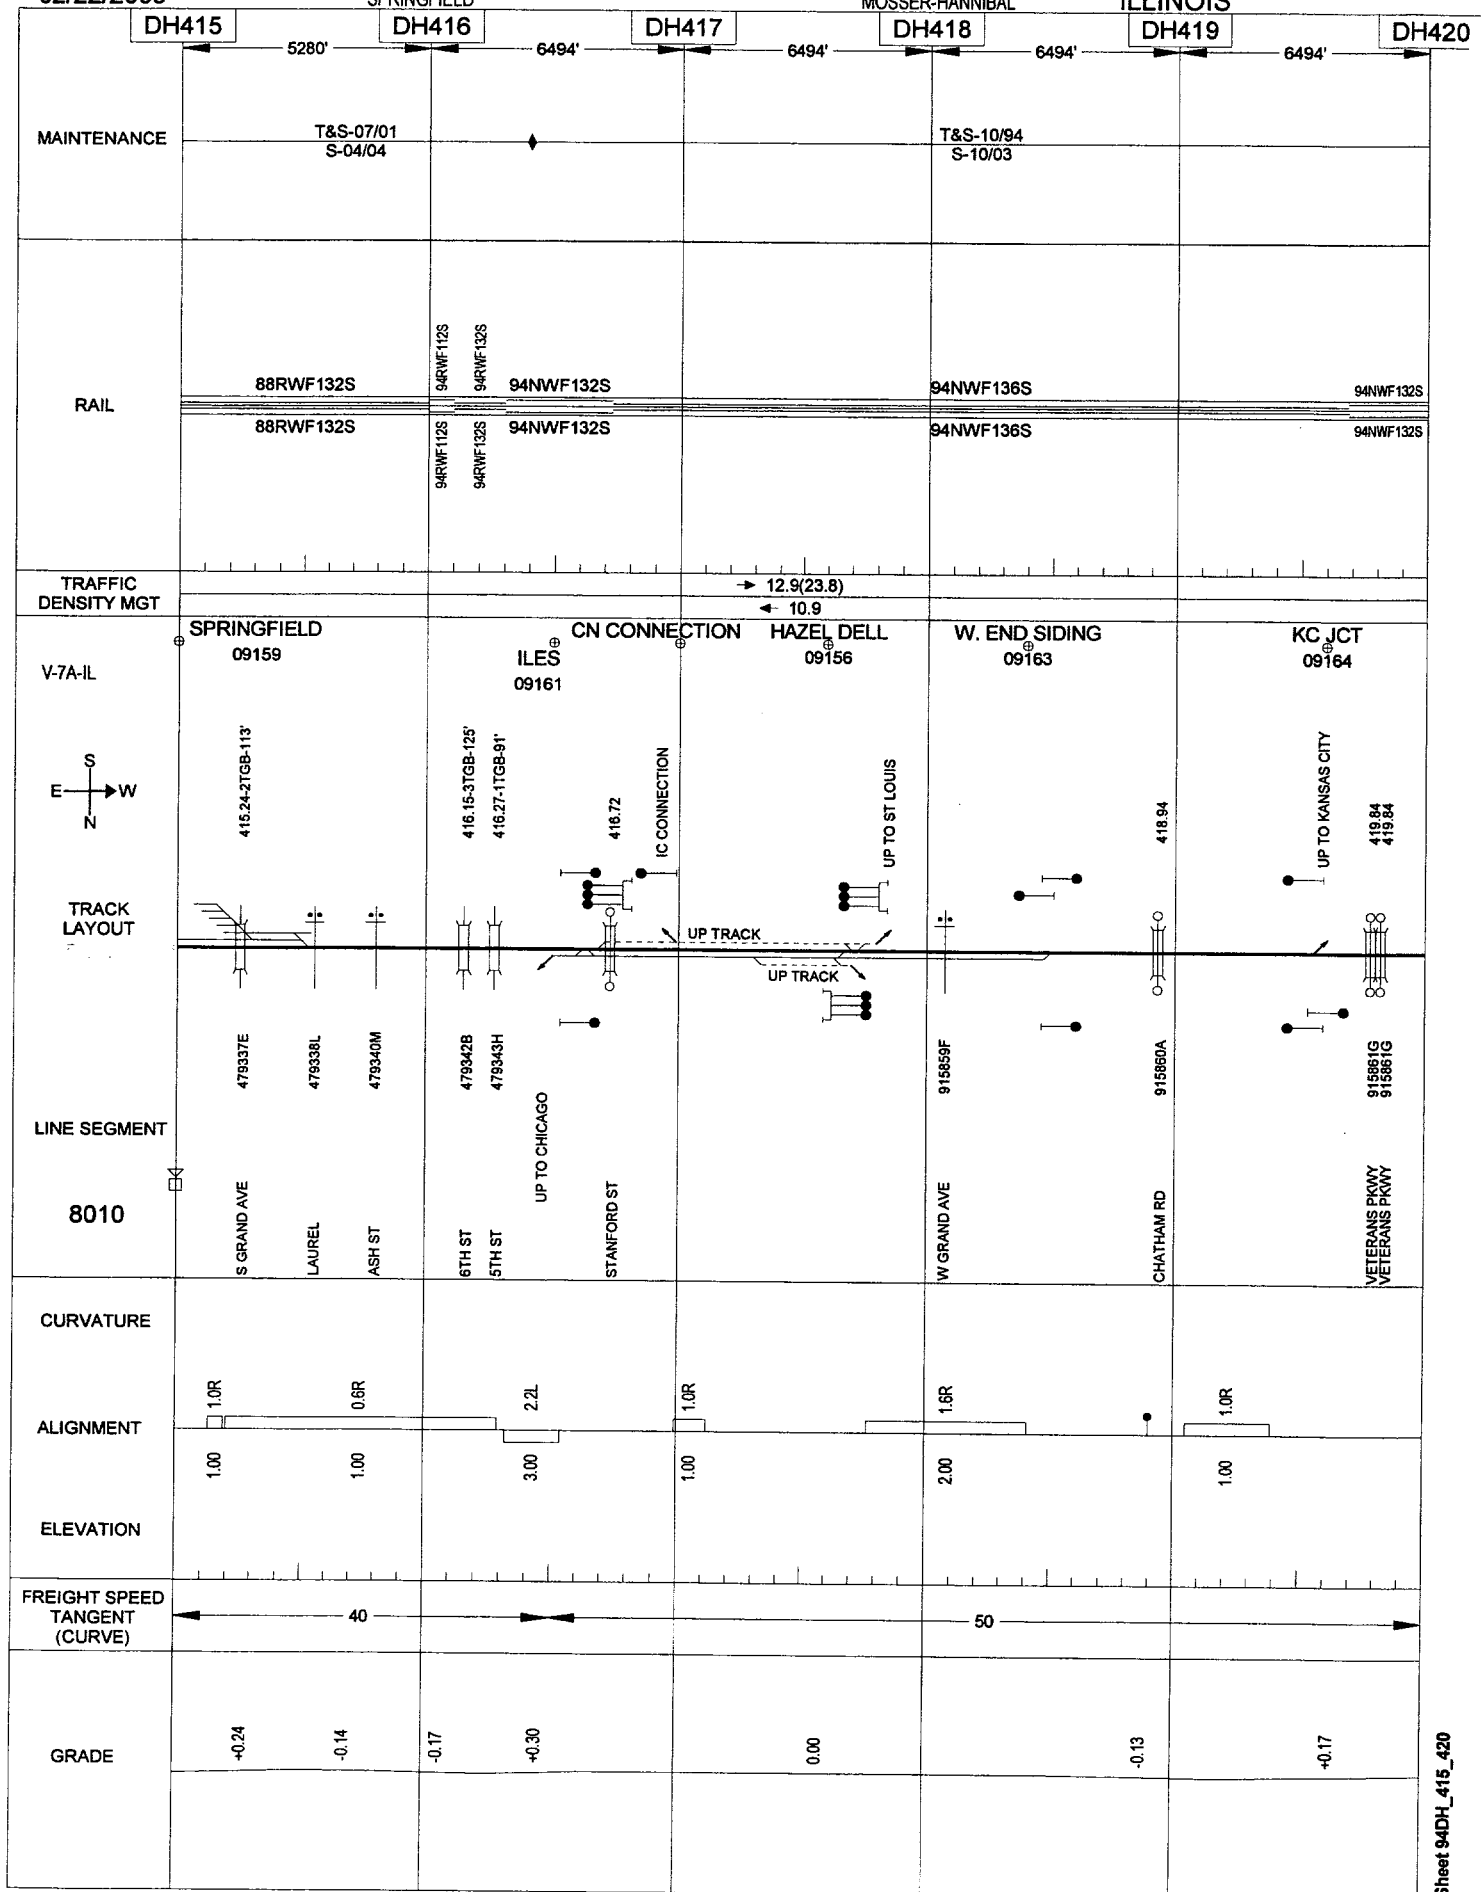 SPRINGFIELD
MOSSER-HANNIBAL
ILLINOIS
DH415
DH416
DH417
DH418
DH419
DH420
5280'
6494'
6494'
6494'
6494'
MAINTENANCE
T&S-07/01
S-04/04
T&S-10/94
S-10/03
RAIL
88RWF132S
94RWF112S
94RWF132S
94NWF132S
94NWF136S
94NWF132S
88RWF132S
94RWF112S
94RWF132S
94NWF132S
94NWF136S
94NWF132S
TRAFFIC
DENSITY MGT
12.9(23.8)
10.9
V-7A-IL
SPRINGFIELD
09159
ILES
09161
CN CONNECTION
HAZEL DELL
09156
W. END SIDING
09163
KC JCT
09164
S
E
W
N
415.24-2TGB-113'
416.15-3TGB-125'
416.27-1TGB-91'
416.72
IC CONNECTION
UP TO ST LOUIS
418.94
UP TO KANSAS CITY
419.84
419.84
TRACK
LAYOUT
UP TRACK
UP TRACK
479337E
479338L
479340M
479342B
479343H
915859F
915860A
915861G
915861G
LINE SEGMENT
8010
S GRAND AVE
LAUREL
ASH ST
6TH ST
5TH ST
UP TO CHICAGO
STANFORD ST
W GRAND AVE
CHATHAM RD
VETERANS PKWY
VETERANS PKWY
CURVATURE
ALIGNMENT
1.0R
0.6R
2.2L
1.0R
1.6R
1.0R
1.00
1.00
3.00
1.00
2.00
1.00
ELEVATION
FREIGHT SPEED
TANGENT
(CURVE)
40
50
GRADE
+0.24
-0.14
-0.17
+0.30
0.00
-0.13
+0.17
Sheet 94DH_415_420